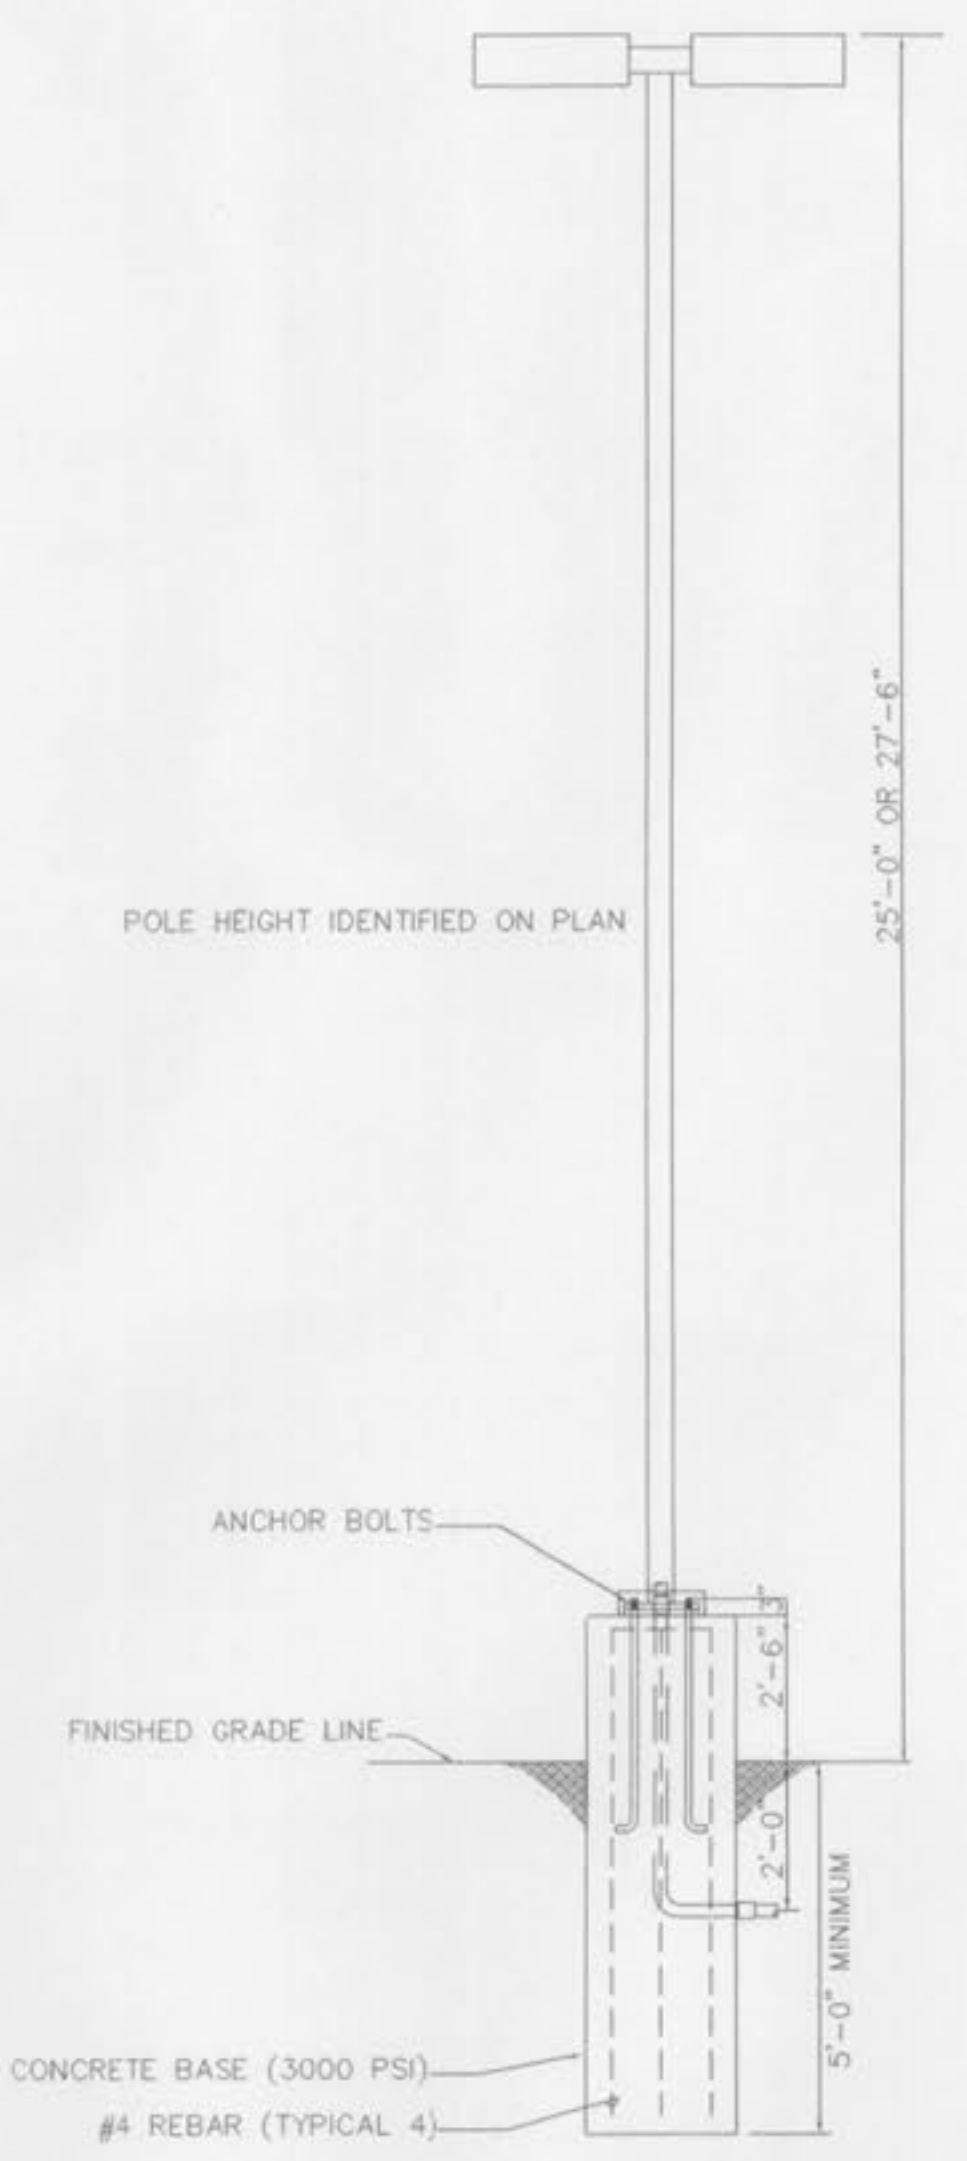 25'-0" OR 27'-6"
POLE HEIGHT IDENTIFIED ON PLAN
ANCHOR BOLTS
3"
2'-6"
FINISHED GRADE LINE
2'-0"
5'-0" MINIMUM
CONCRETE BASE (3000 PSI)
#4 REBAR (TYPICAL 4)